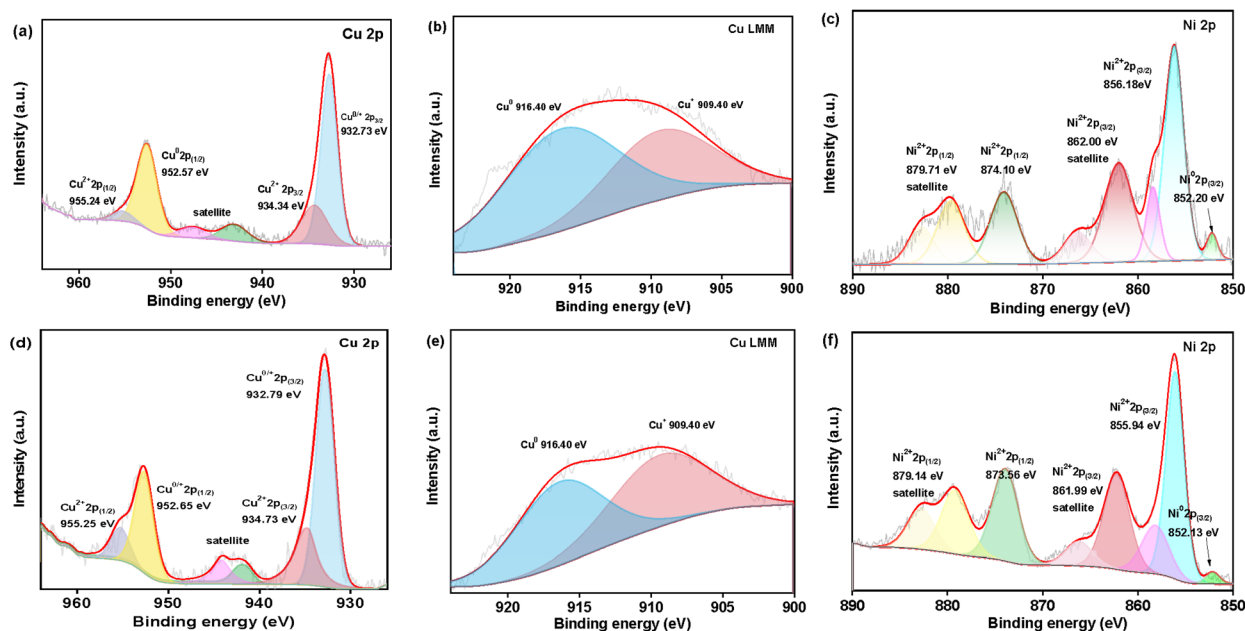 (a)
Cu 2p
Cu⁰ᐟ⁺ 2p₃/₂
932.73 eV
Cu⁰2p₍₁/₂₎
952.57 eV
Cu²⁺2p₍₁/₂₎
955.24 eV
Cu²⁺ 2p₃/₂
934.34 eV
satellite
Intensity (a.u.)
960 950 940 930
Binding energy (eV)
(b)
Cu LMM
Cu⁰ 916.40 eV
Cu⁺ 909.40 eV
Intensity (a.u.)
920 915 910 905 900
Binding energy (eV)
(c)
Ni 2p
Ni²⁺2p₍₃/₂₎
856.18eV
Ni²⁺2p₍₃/₂₎
862.00 eV
satellite
Ni²⁺2p₍₁/₂₎
879.71 eV
satellite
Ni²⁺2p₍₁/₂₎
874.10 eV
Ni⁰2p₍₃/₂₎
852.20 eV
Intensity (a.u.)
890 880 870 860 850
Binding energy (eV)
(d)
Cu 2p
Cu⁰ᐟ⁺2p₍₃/₂₎
932.79 eV
Cu⁰ᐟ⁺2p₍₁/₂₎
952.65 eV
Cu²⁺2p₍₁/₂₎
955.25 eV
Cu²⁺2p₍₃/₂₎
934.73 eV
satellite
Intensity (a.u.)
960 950 940 930
Binding energy (eV)
(e)
Cu LMM
Cu⁰ 916.40 eV
Cu⁺ 909.40 eV
Intensity (a.u.)
920 915 910 905 900
Binding energy (eV)
(f)
Ni 2p
Ni²⁺2p₍₃/₂₎
855.94 eV
Ni²⁺2p₍₁/₂₎
879.14 eV
satellite
Ni²⁺2p₍₁/₂₎
873.56 eV
Ni²⁺2p₍₃/₂₎
861.99 eV
satellite
Ni⁰2p₍₃/₂₎
852.13 eV
Intensity (a.u.)
890 880 870 860 850
Binding energy (eV)